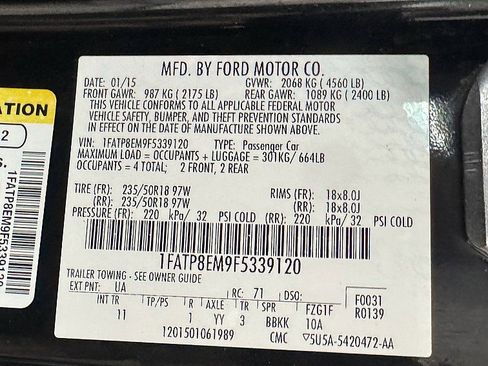 MFD. BY FORD MOTOR CO.
DATE: 01/15 GVWR: 2068 KG ( 4560 LB)
FRONT GAWR: 987 KG ( 2175 LB) REAR GAWR: 1089 KG ( 2400 LB)
THIS VEHICLE CONFORMS TO ALL APPLICABLE FEDERAL MOTOR
VEHICLE SAFETY, BUMPER, AND THEFT PREVENTION STANDARDS IN
EFFECT ON THE DATE OF MANUFACTURE SHOWN ABOVE.
VIN: 1FATP8EM9F5339120 TYPE: Passenger Car
MAXIMUM LOAD = OCCUPANTS + LUGGAGE = 301KG/ 664LB
OCCUPANTS = 4 TOTAL; 2 FRONT, 2 REAR
TIRE (FR): 235/50R18 97W RIMS (FR): 18x8.0J
(RR): 235/50R18 97W (RR): 18x8.0J
PRESSURE (FR): 220 kPa/ 32 PSI COLD (RR): 220 kPa/ 32 PSI COLD
1FATP8EM9F5339120
TRAILER TOWING - SEE OWNER GUIDE
EXT PNT: UA RC: 71 DSO: F0031
INT TR TP/PS R AXLE TR SPR FZG1F R0139
11 1 YY 3 BBKK 10A
1201501061989 CMC ▽5U5A-5420472-AA
ATION
2
S.
1FATP8EM9F5339120